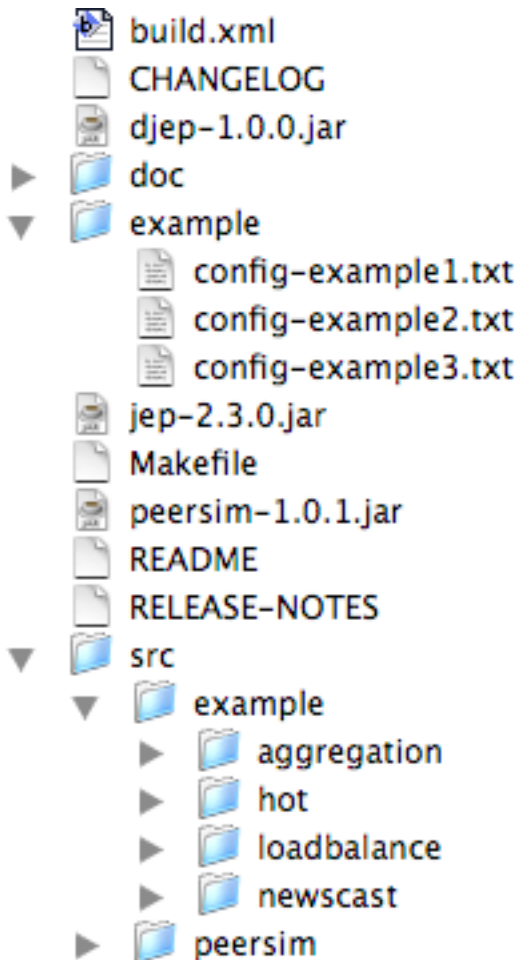 build.xml
CHANGELOG
djep-1.0.0.jar
doc
example
config-example1.txt
config-example2.txt
config-example3.txt
jep-2.3.0.jar
Makefile
peersim-1.0.1.jar
README
RELEASE-NOTES
src
example
aggregation
hot
loadbalance
newscast
peersim